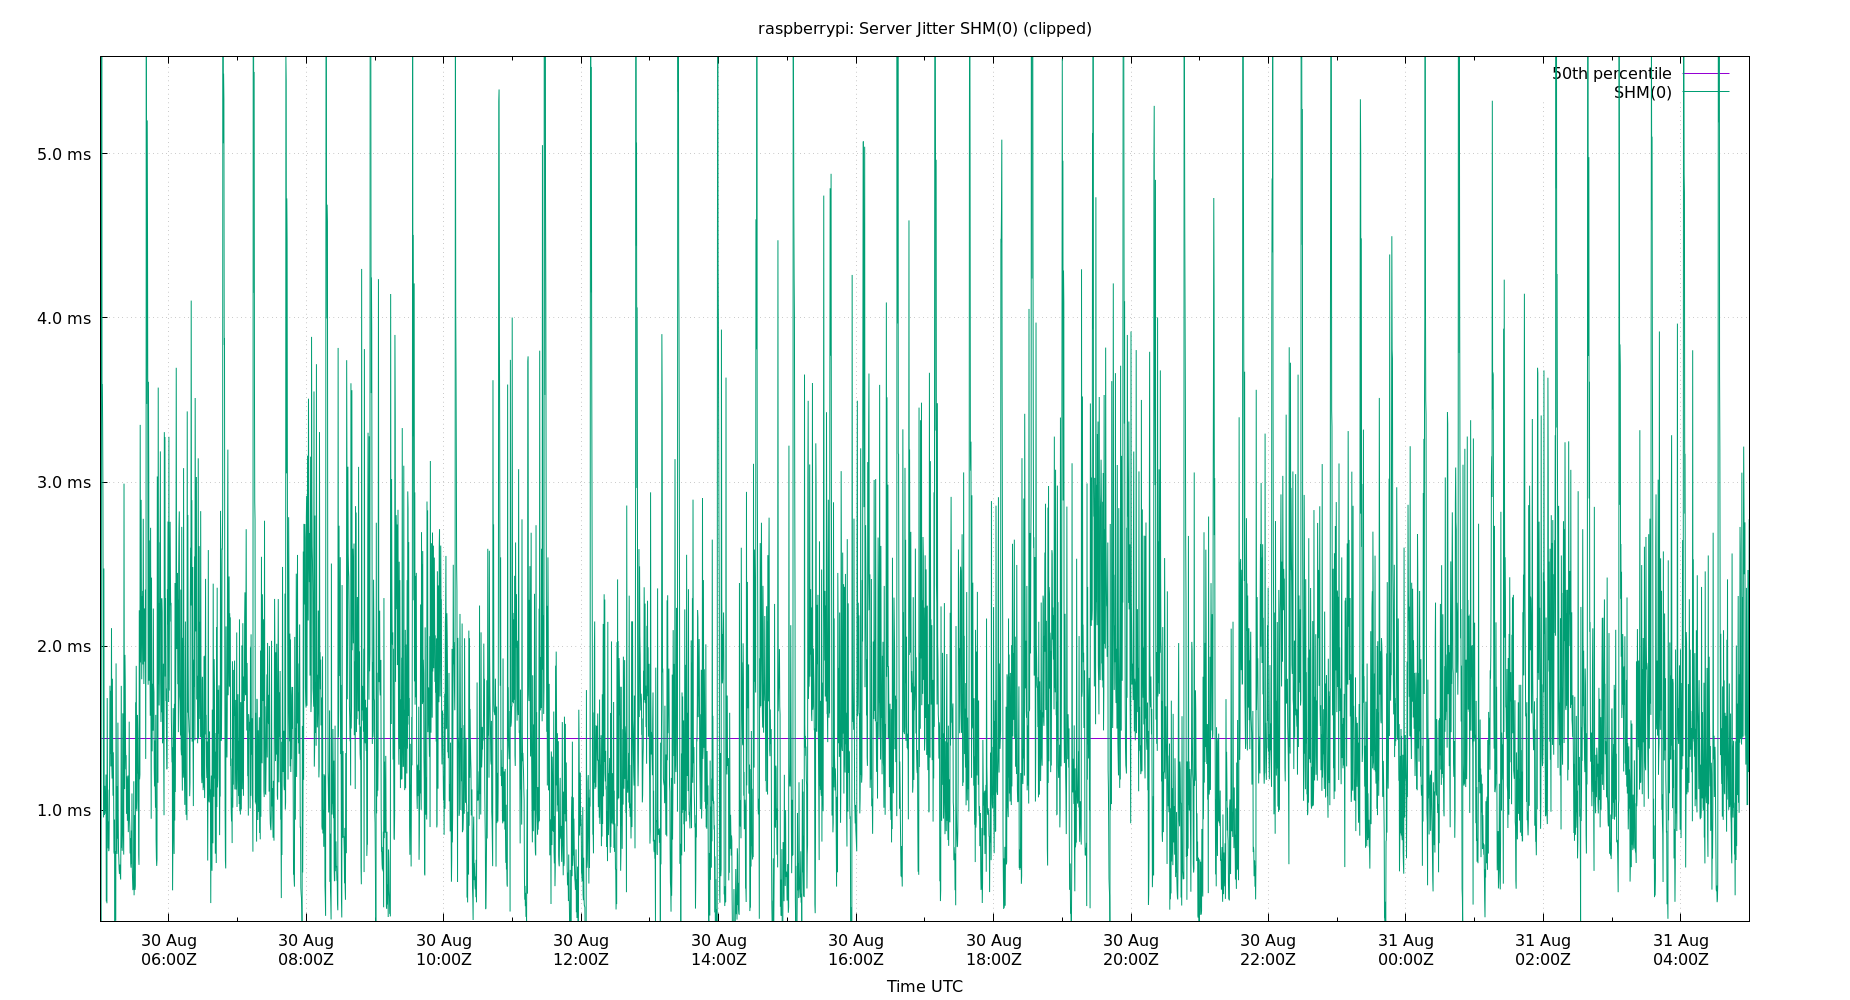 raspberrypi: Server Jitter SHM(0) (clipped)
50th percentile
SHM(0)
5.0 ms
4.0 ms
3.0 ms
2.0 ms
1.0 ms
30 Aug 30 Aug 30 Aug 30 Aug 30 Aug 30 Aug 30 Aug 30 Aug 30 Aug 31 Aug 31 Aug 31 Aug
06:00Z 08:00Z 10:00Z 12:00Z 14:00Z 16:00Z 18:00Z 20:00Z 22:00Z 00:00Z 02:00Z 04:00Z
Time UTC